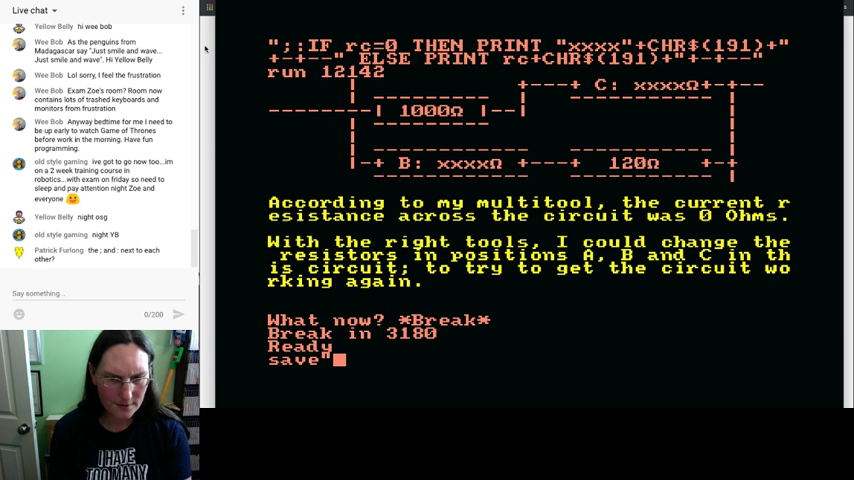 Live chat
Yellow Belly hi wee bob
Wee Bob As the penguins from
Madagascar say "Just smile and wave...
Just smile and wave". Hi Yellow Belly
Wee Bob Lol sorry, I feel the frustration
Wee Bob Exam Zoe's room? Room now
contains lots of trashed keyboards and
monitors from frustration
Wee Bob Anyway bedtime for me I need to
be up early to watch Game of Thrones
before work in the morning. Have fun
programming.
old style gaming ive got to go now too...im
on a 2 week training course in
robotics...with exam on friday so need to
sleep and pay attention night Zoe and
everyone
Yellow Belly night osg
old style gaming night YB
Patrick Furlong the ; and : next to each
other?
Say something...
0/200
";:IF rc=0 THEN PRINT "xxxx"+CHR$(191)+"
+-+--" ELSE PRINT rc+CHR$(191)+"+-+--"
run 12142
C: xxxxΩ
1000Ω
B: xxxxΩ
120Ω
According to my multitool, the current r
esistance across the circuit was 0 Ohms.
With the right tools, I could change the
resistors in positions A, B and C in th
is circuit; to try to get the circuit wo
rking again.
What now? *Break*
Break in 3180
Ready
save"
I HAVE
TOO MANY